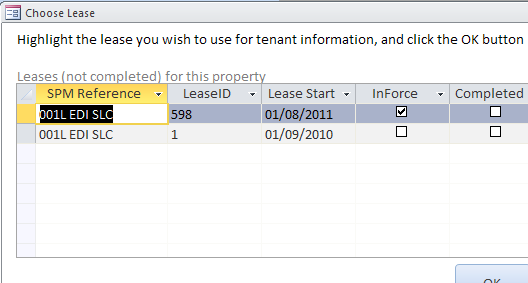 Choose Lease
Highlight the lease you wish to use for tenant information, and click the OK button
Leases (not completed) for this property
SPM Reference LeaseID Lease Start InForce Completed
001L EDI SLC 598 01/08/2011
001L EDI SLC 1 01/09/2010
OK